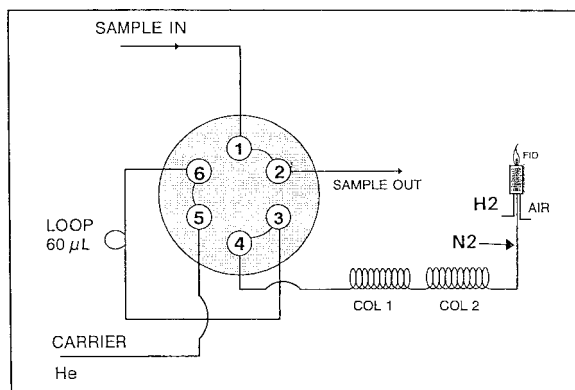 SAMPLE IN
1
6
2
FID
SAMPLE OUT
5
3
H2
AIR
LOOP
60 µL
4
N2
COL 1
COL 2
CARRIER
He